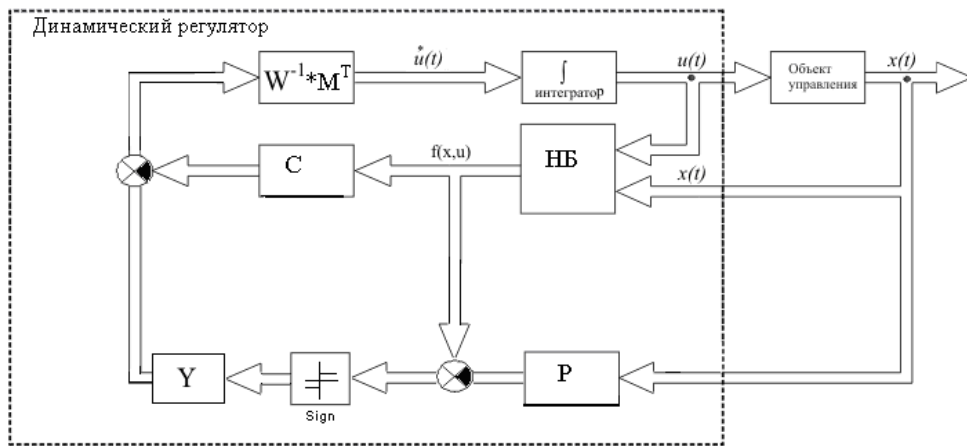 Динамический регулятор
W⁻¹*Mᵀ
u̇(t)
∫
интегратор
u(t)
Объект
управления
x(t)
C
f(x,u)
НБ
x(t)
Y
Sign
P